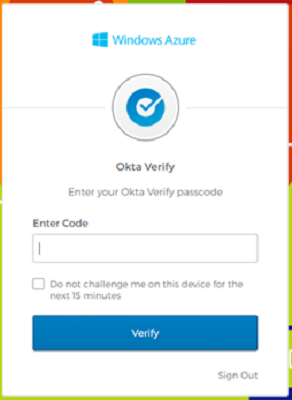 Windows Azure
Okta Verify
Enter your Okta Verify passcode
Enter Code
Do not challenge me on this device for the
next 15 minutes
Verify
Sign Out